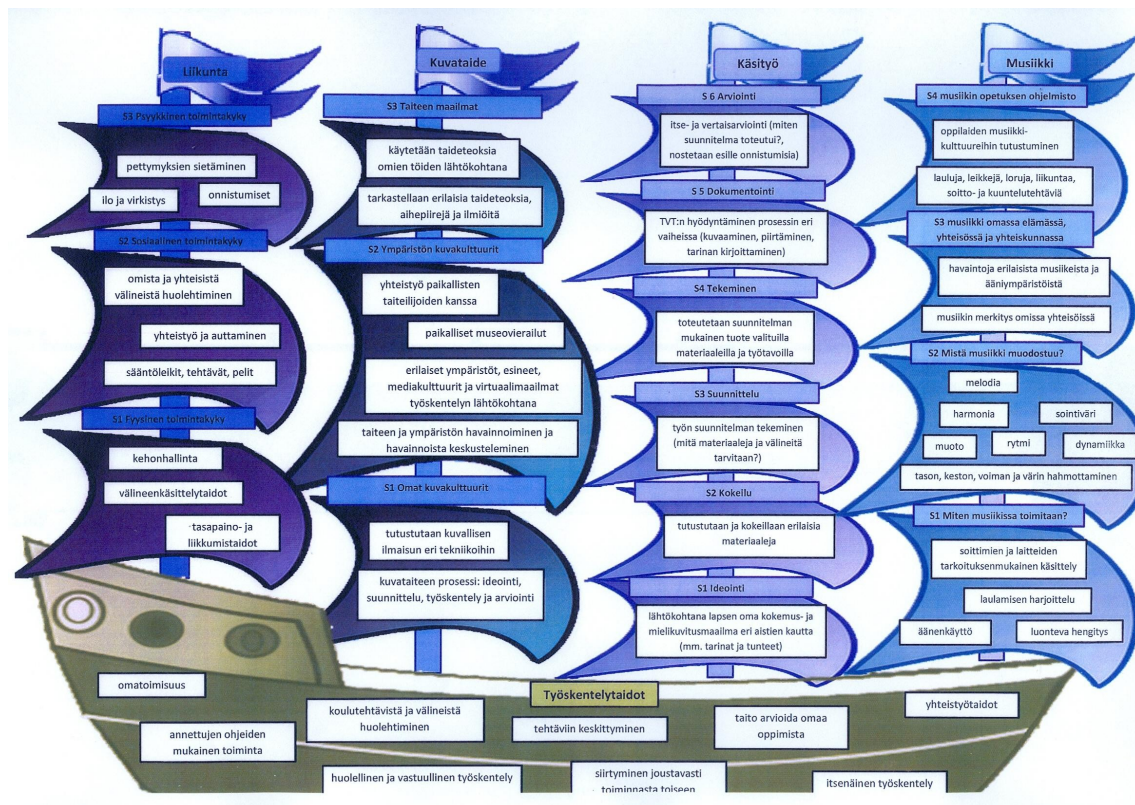 Liikunta
S3 Psyykkinen toimintakyky
pettymyksien sietäminen
ilo ja virkistys
onnistumiset
S2 Sosiaalinen toimintakyky
omista ja yhteisistä
välineistä huolehtiminen
yhteistyö ja auttaminen
sääntöleikit, tehtävät, pelit
S1 Fyysinen toimintakyky
kehonhallinta
välineenkäsittelytaidot
tasapaino- ja
liikkumistaidot
Kuvataide
S3 Taiteen maailmat
käytetään taideteoksia
omien töiden lähtökohtana
tarkastellaan erilaisia taideteoksia,
aihepiirejä ja ilmiöitä
S2 Ympäristön kuvakulttuurit
yhteistyö paikallisten
taiteilijoiden kanssa
paikalliset museovierailut
erilaiset ympäristöt, esineet,
mediakulttuurit ja virtuaalimaailmat
työskentelyn lähtökohtana
taiteen ja ympäristön havainnoiminen ja
havainnoista keskusteleminen
S1 Omat kuvakulttuurit
tutustutaan kuvallisen
ilmaisun eri tekniikoihin
kuvataiteen prosessi: ideointi,
suunnittelu, työskentely ja arviointi
Käsityö
S 6 Arviointi
itse- ja vertaisarviointi (miten
suunnitelma toteutui?,
nostetaan esille onnistumisia)
S 5 Dokumentointi
TVT:n hyödyntäminen prosessin eri
vaiheissa (kuvaaminen, piirtäminen,
tarinan kirjoittaminen)
S4 Tekeminen
toteutetaan suunnitelman
mukainen tuote valituilla
materiaaleilla ja työtavoilla
S3 Suunnittelu
työn suunnitelman tekeminen
(mitä materiaaleja ja välineitä
tarvitaan?)
S2 Kokeilu
tutustutaan ja kokeillaan erilaisia
materiaaleja
S1 Ideointi
lähtökohtana lapsen oma kokemus- ja
mielikuvitusmaailma eri aistien kautta
(mm. tarinat ja tunteet)
Musiikki
S4 musiikin opetuksen ohjelmisto
oppilaiden musiikki-
kulttuureihin tutustuminen
lauluja, leikkejä, loruja, liikuntaa,
soitto- ja kuuntelutehtäviä
S3 musiikki omassa elämässä,
yhteisössä ja yhteiskunnassa
havaintoja erilaisista musiikeista ja
ääniympäristöistä
musiikin merkitys omissa yhteisöissä
S2 Mistä musiikki muodostuu?
melodia
harmonia
sointiväri
muoto
rytmi
dynamiikka
tason, keston, voiman ja värin hahmottaminen
S1 Miten musiikissa toimitaan?
soittimien ja laitteiden
tarkoituksenmukainen käsittely
laulamisen harjoittelu
äänenkäyttö
luonteva hengitys
Työskentelytaidot
omatoimisuus
koulutehtävistä ja välineistä
huolehtiminen
tehtäviin keskittyminen
taito arvioida omaa
oppimista
yhteistyötaidot
annettujen ohjeiden
mukainen toiminta
huolellinen ja vastuullinen työskentely
siirtyminen joustavasti
toiminnasta toiseen
itsenäinen työskentely